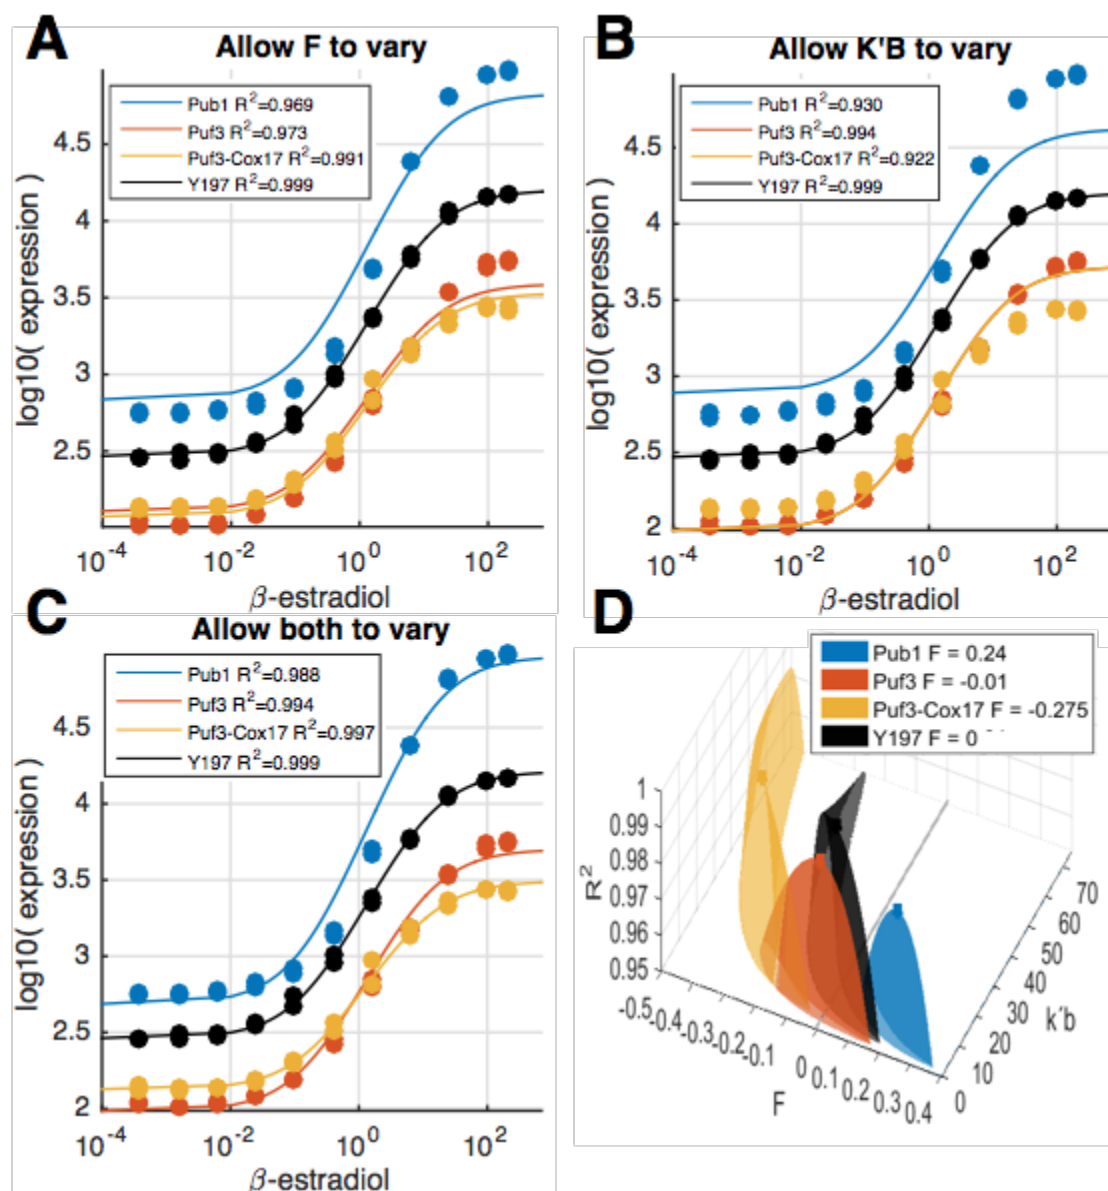 A
Allow F to vary
Pub1 R²=0.969
Puf3 R²=0.973
Puf3-Cox17 R²=0.991
Y197 R²=0.999
log10( expression )
4.5
4
3.5
3
2.5
10⁻⁴ 10⁻² 10⁰ 10²
β-estradiol
B
Allow K'B to vary
Pub1 R²=0.930
Puf3 R²=0.994
Puf3-Cox17 R²=0.922
Y197 R²=0.999
log10( expression )
4.5
4
3.5
3
2.5
2
10⁻⁴ 10⁻² 10⁰ 10²
β-estradiol
C
Allow both to vary
Pub1 R²=0.988
Puf3 R²=0.994
Puf3-Cox17 R²=0.997
Y197 R²=0.999
log10( expression )
4.5
4
3.5
3
2.5
2
10⁻⁴ 10⁻² 10⁰ 10²
β-estradiol
D
Pub1 F = 0.24
Puf3 F = -0.01
Puf3-Cox17 F = -0.275
Y197 F = 0
R²
1
0.99
0.98
0.97
0.96
0.95
-0.5 -0.4 -0.3 -0.2 -0.1 0 0.1 0.2 0.3 0.4
F
70
60
50
40
30
20
10
0
k'b